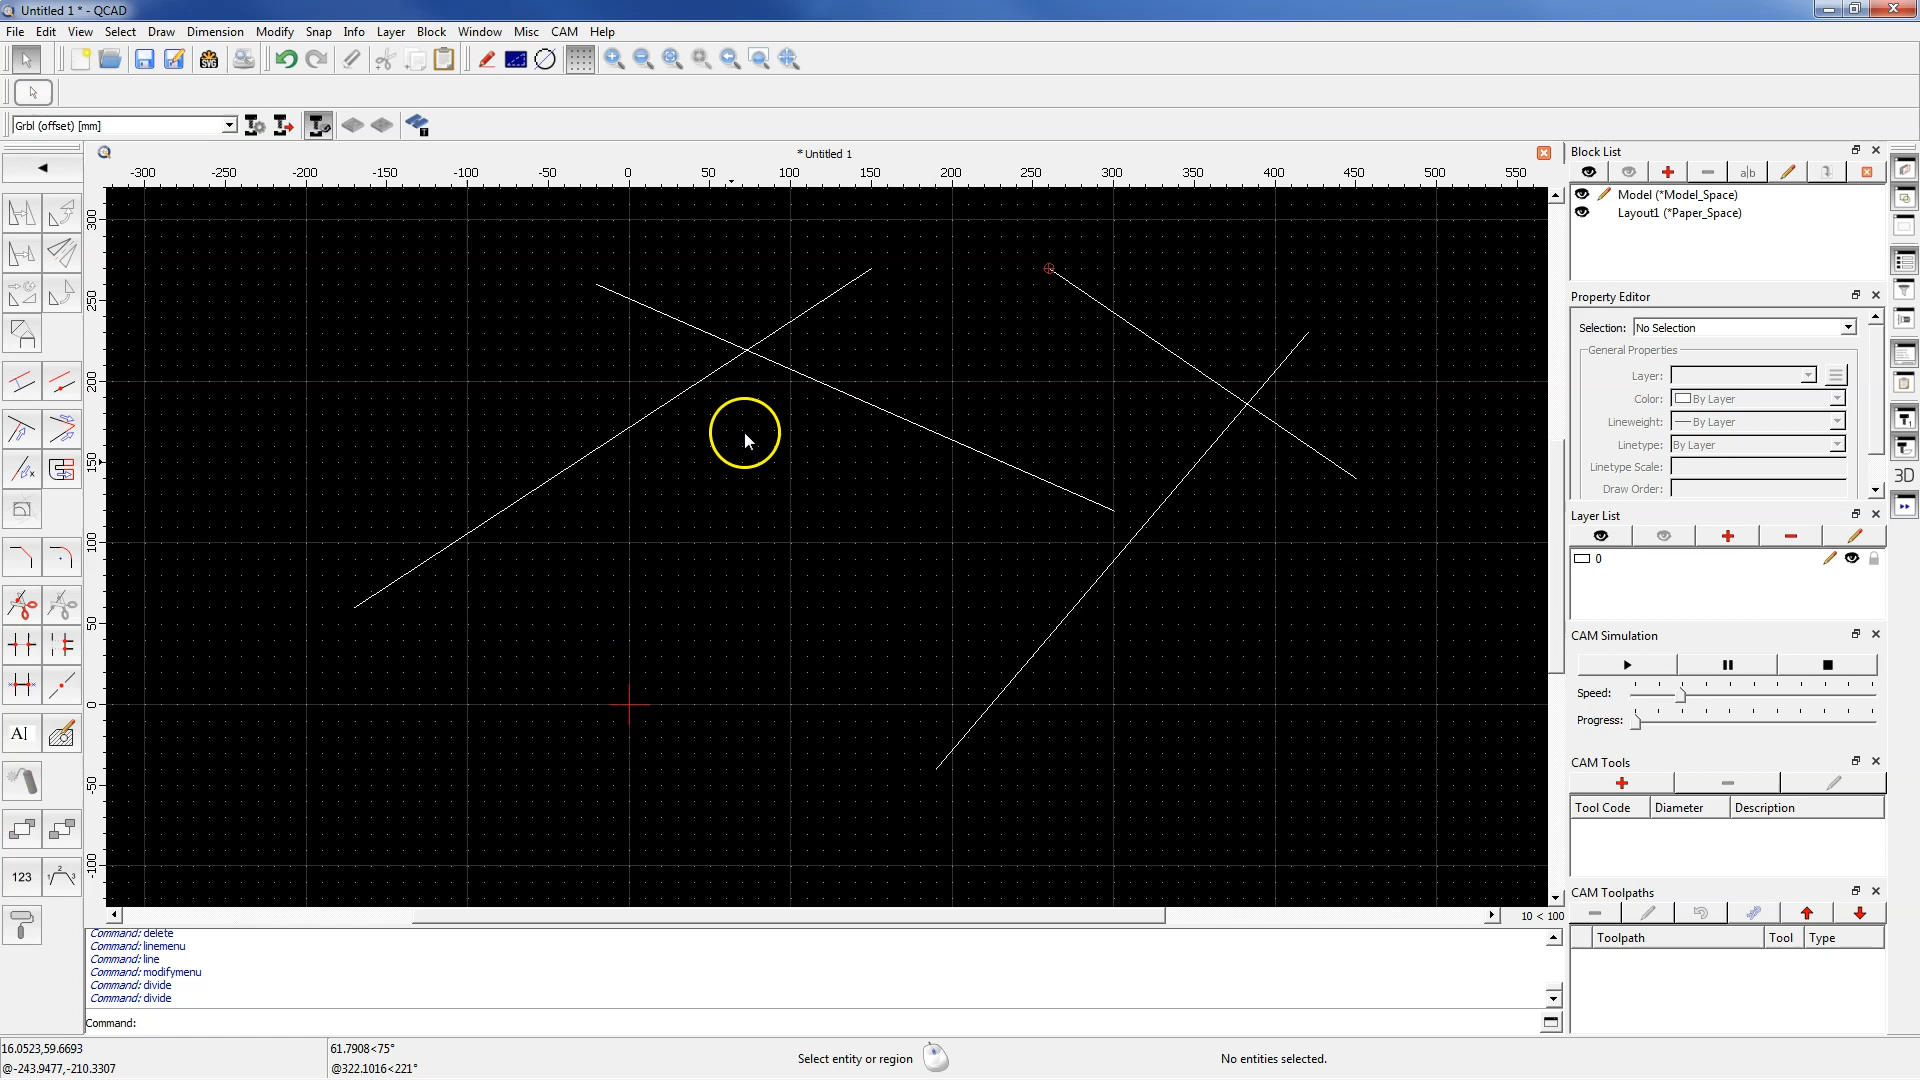 Untitled 1 * - QCAD
File Edit View Select Draw Dimension Modify Snap Info Layer Block Window Misc CAM Help
Grbl (offset) [mm]
* Untitled 1
-300 -250 -200 -150 -100 -50 0 50 100 150 200 250 300 350 400 450 500 550
300
250
200
150
100
50
0
-50
-100
AI
123
1 2 3
10 < 100
Block List
a|b
Model (*Model_Space)
Layout1 (*Paper_Space)
Property Editor
Selection: No Selection
General Properties
Layer:
Color: By Layer
Lineweight: By Layer
Linetype: By Layer
Linetype Scale:
Draw Order:
3D
Layer List
0
CAM Simulation
Speed:
Progress:
CAM Tools
Tool Code Diameter Description
CAM Toolpaths
Toolpath Tool Type
Command: delete
Command: linemenu
Command: line
Command: modifymenu
Command: divide
Command: divide
Command:
16.0523,59.6693
@-243.9477,-210.3307
61.7908<75°
@322.1016<221°
Select entity or region
No entities selected.